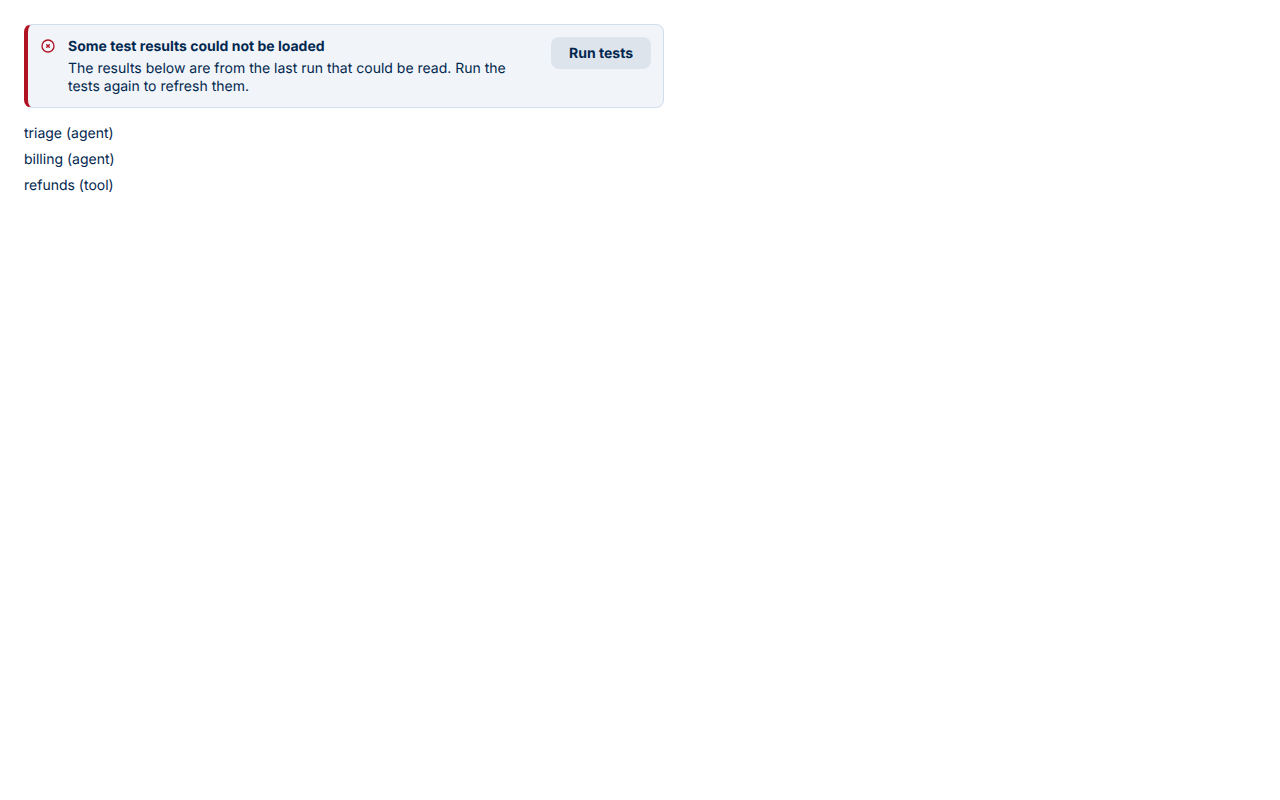 Some test results could not be loaded
Run tests
The results below are from the last run that could be read. Run the
tests again to refresh them.
triage (agent)
billing (agent)
refunds (tool)